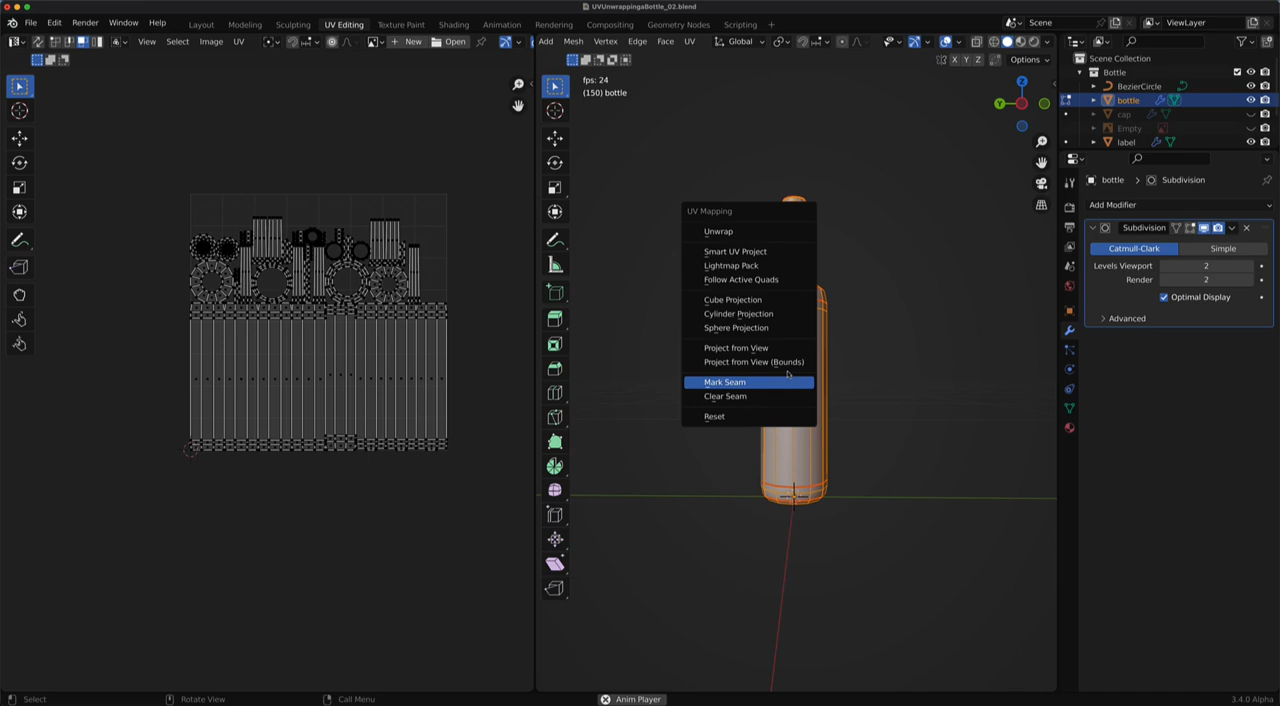 UVUnwrappingaBottle_02.blend
File Edit Render Window Help Layout Modeling Sculpting UV Editing Texture Paint Shading Animation Rendering Compositing Geometry Nodes Scripting + Scene ViewLayer
View Select Image UV + New Open Add Mesh Vertex Edge Face UV Global
X Y Z Options
Scene Collection
Bottle
BezierCircle
bottle
cap
Empty
label
fps: 24
(150) bottle
Z
Y
UV Mapping
Unwrap
Smart UV Project
Lightmap Pack
Follow Active Quads
Cube Projection
Cylinder Projection
Sphere Projection
Project from View
Project from View (Bounds)
Mark Seam
Clear Seam
Reset
bottle > Subdivision
Add Modifier
Subdivision
Catmull-Clark Simple
Levels Viewport 2
Render 2
Optimal Display
Advanced
Select Rotate View Call Menu Anim Player 3.4.0 Alpha